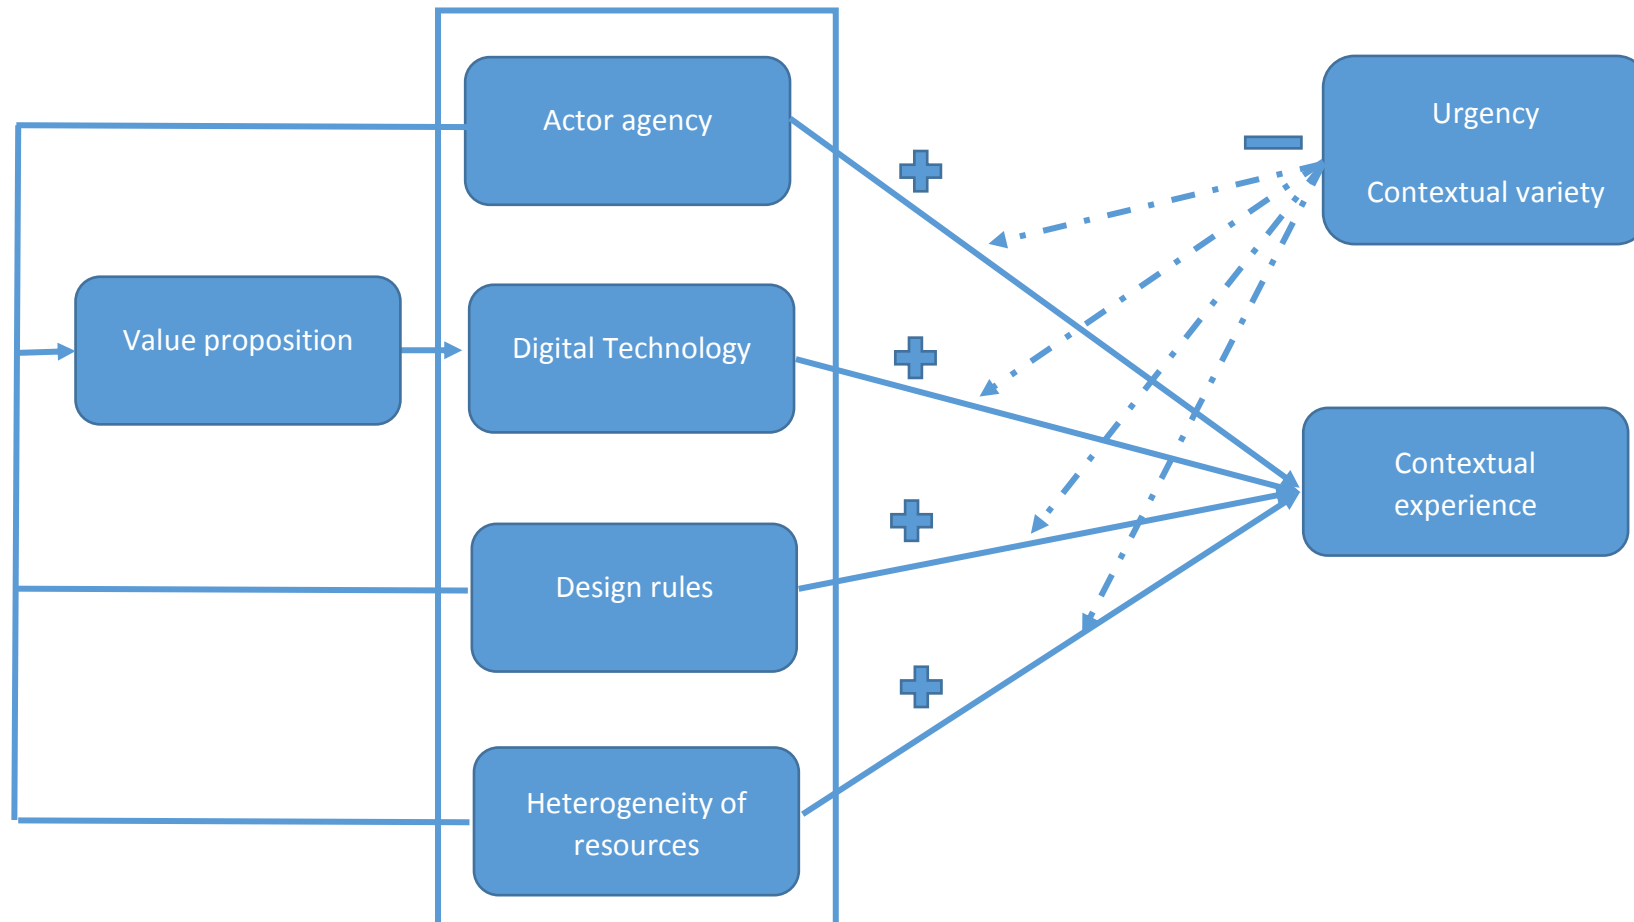 Actor agency
Urgency
Contextual variety
Value proposition
Digital Technology
Contextual
experience
Design rules
Heterogeneity of
resources